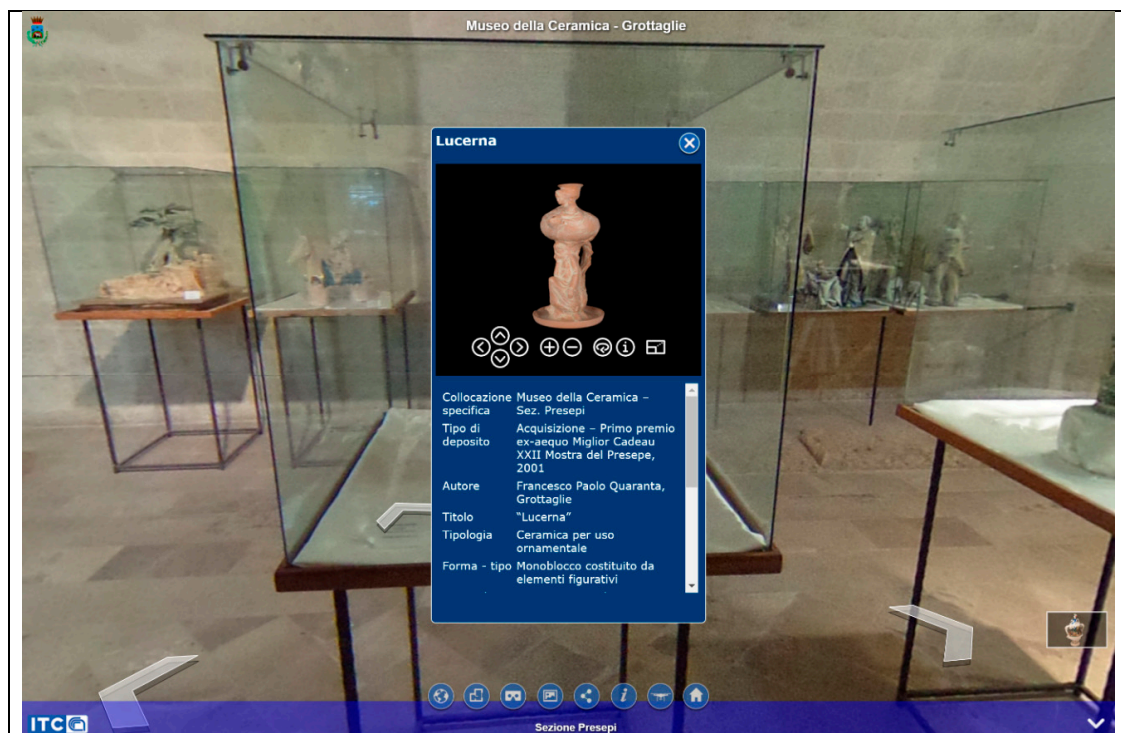 Museo della Ceramica - Grottaglie
Lucerna
Collocazione specifica
Museo della Ceramica –
Sez. Presepi
Tipo di deposito
Acquisizione – Primo premio
ex-aequo Miglior Cadeau
XXII Mostra del Presepe,
2001
Autore
Francesco Paolo Quaranta,
Grottaglie
Titolo
“Lucerna”
Tipologia
Ceramica per uso
ornamentale
Forma - tipo
Monoblocco costituito da
elementi figurativi
ITC
Sezione Presepi